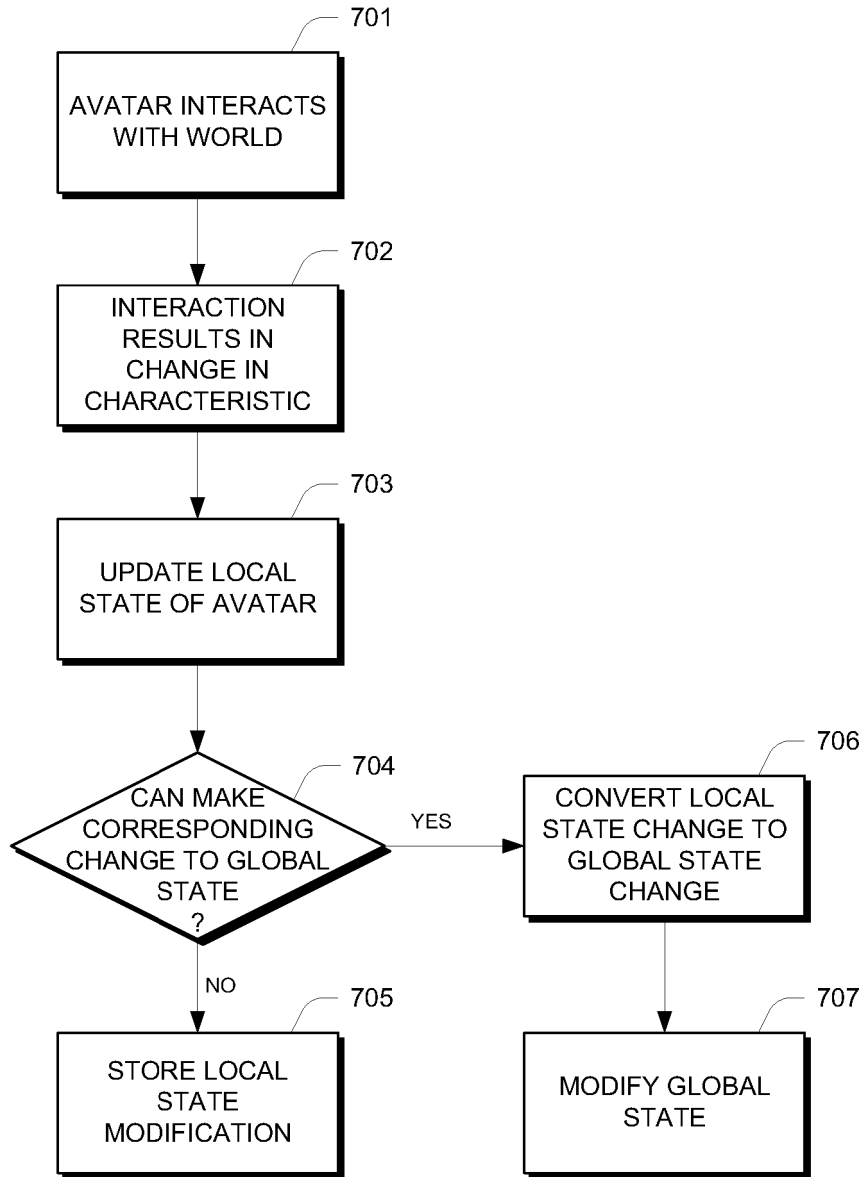 701
AVATAR INTERACTS
WITH WORLD
702
INTERACTION
RESULTS IN
CHANGE IN
CHARACTERISTIC
703
UPDATE LOCAL
STATE OF AVATAR
704
CAN MAKE
CORRESPONDING
CHANGE TO GLOBAL
STATE
?
YES
706
CONVERT LOCAL
STATE CHANGE TO
GLOBAL STATE
CHANGE
NO
705
STORE LOCAL
STATE
MODIFICATION
707
MODIFY GLOBAL
STATE